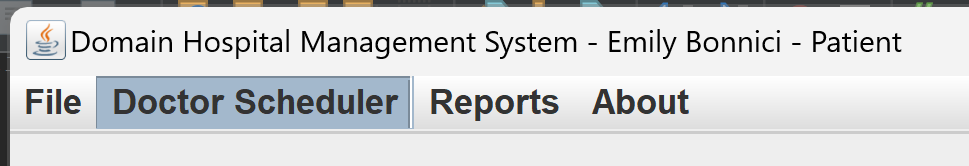 Domain Hospital Management System - Emily Bonnici - Patient
File Doctor Scheduler Reports About